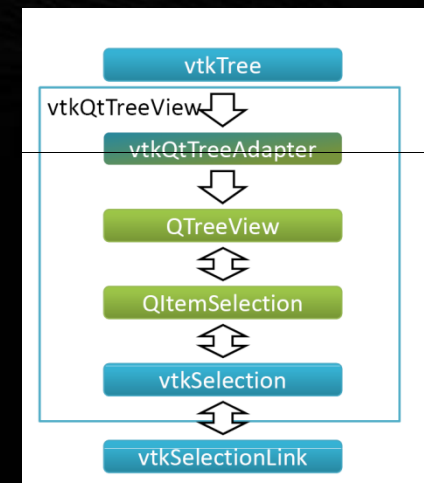 vtkTree
vtkQtTreeView
vtkQtTreeAdapter
QTreeView
QItemSelection
vtkSelection
vtkSelectionLink